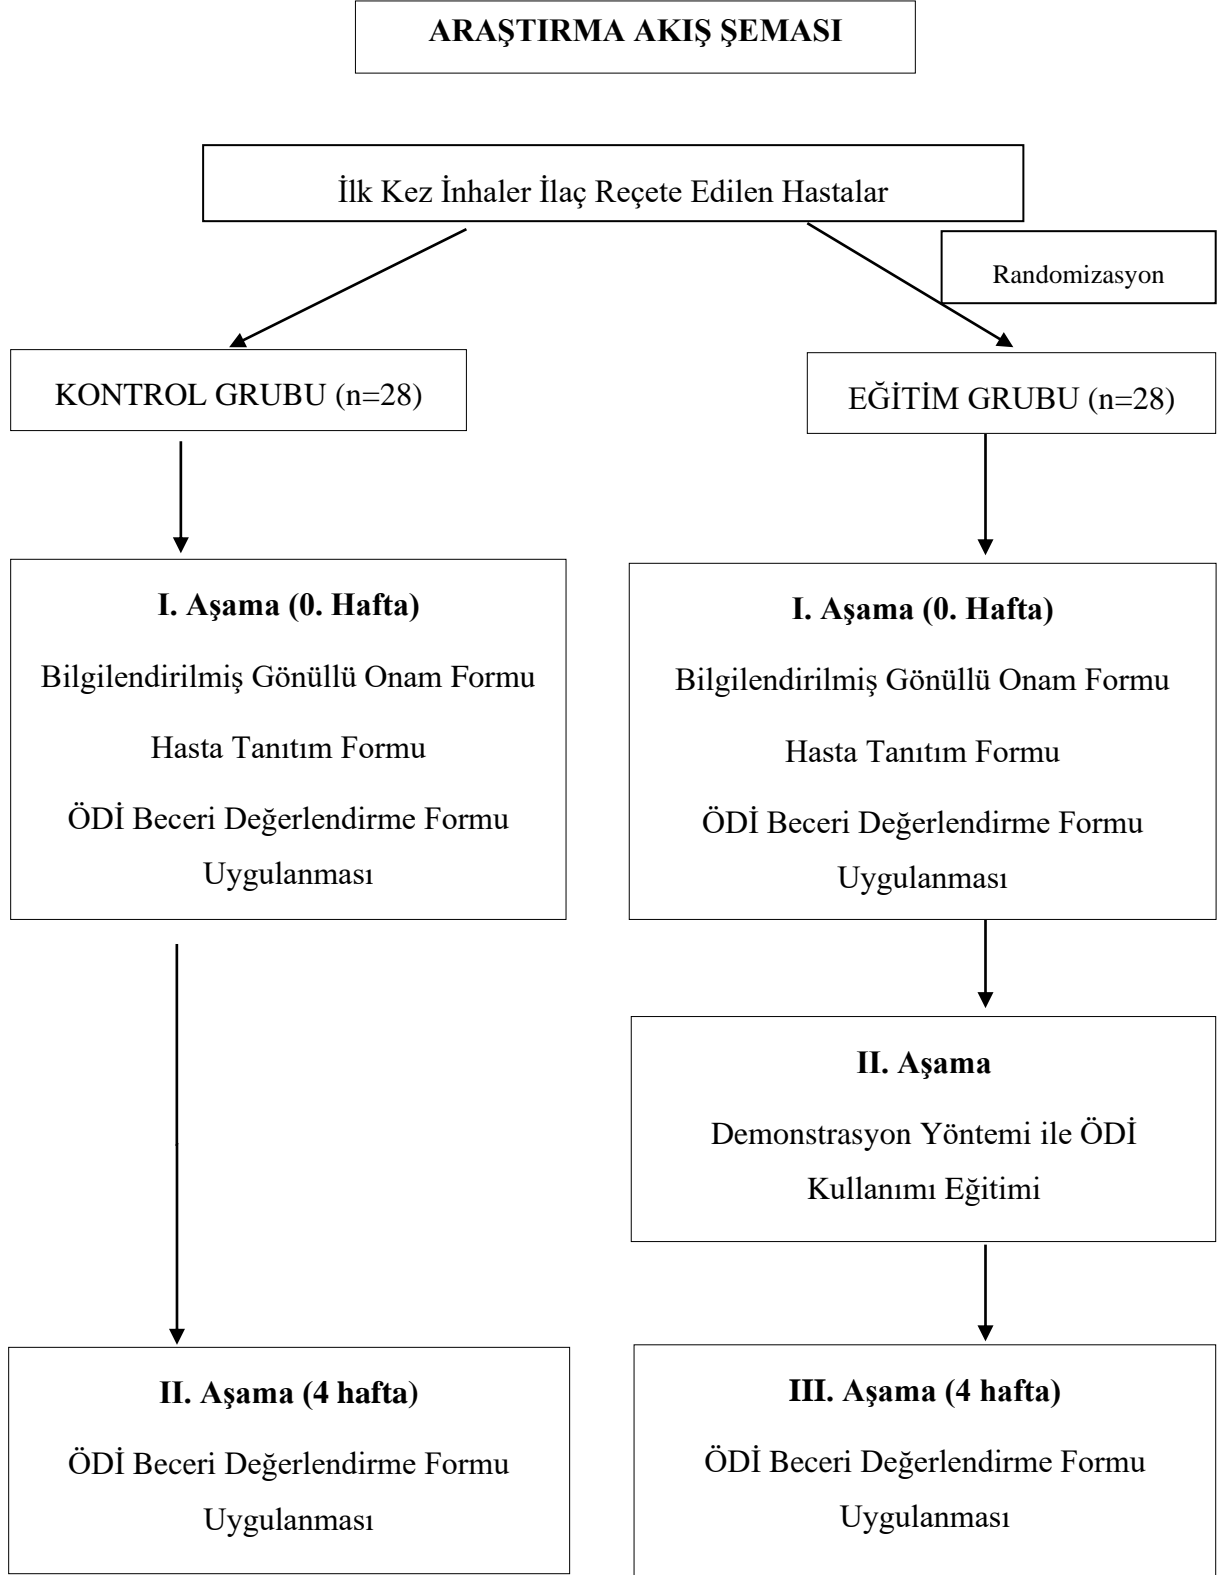 ARAŞTIRMA AKIŞ ŞEMASI
İlk Kez İnhaler İlaç Reçete Edilen Hastalar
Randomizasyon
KONTROL GRUBU (n=28)
EĞİTİM GRUBU (n=28)
I. Aşama (0. Hafta)
Bilgilendirilmiş Gönüllü Onam Formu
Hasta Tanıtım Formu
ÖDİ Beceri Değerlendirme Formu
Uygulanması
I. Aşama (0. Hafta)
Bilgilendirilmiş Gönüllü Onam Formu
Hasta Tanıtım Formu
ÖDİ Beceri Değerlendirme Formu
Uygulanması
II. Aşama
Demonstrasyon Yöntemi ile ÖDİ
Kullanımı Eğitimi
II. Aşama (4 hafta)
ÖDİ Beceri Değerlendirme Formu
Uygulanması
III. Aşama (4 hafta)
ÖDİ Beceri Değerlendirme Formu
Uygulanması